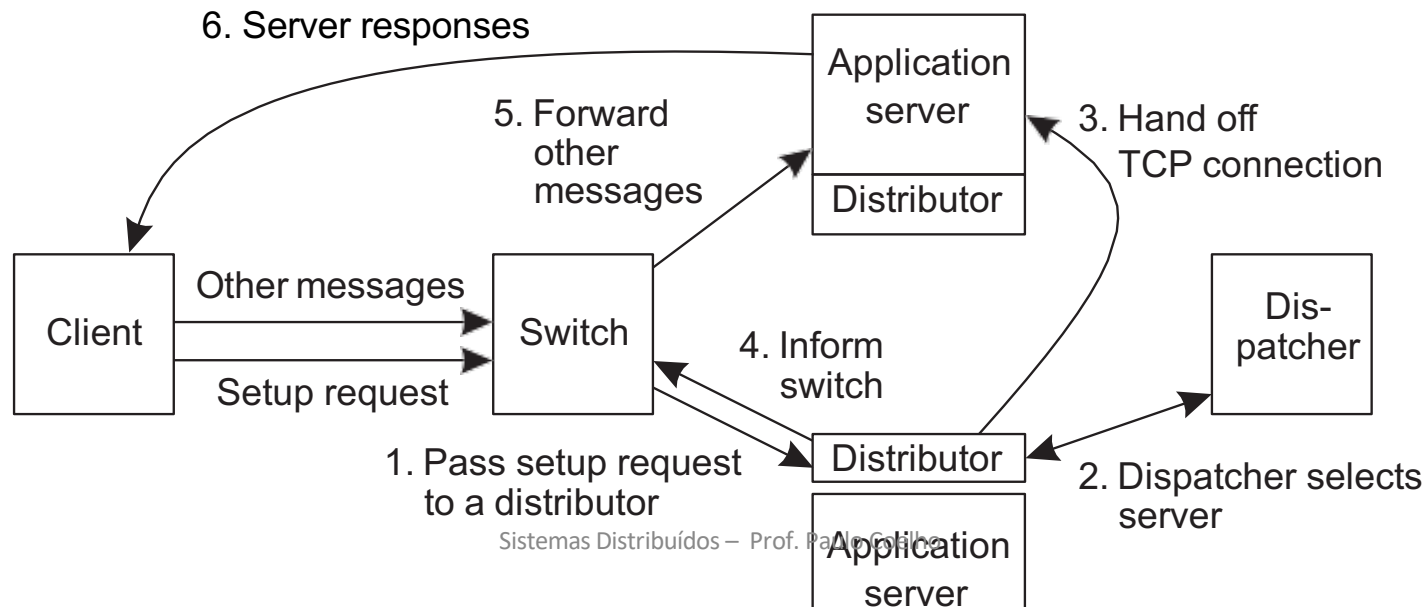 6. Server responses
Application
server
Distributor
5. Forward
other
messages
3. Hand off
TCP connection
Client
Other messages
Setup request
Switch
4. Inform
switch
Dis-
patcher
1. Pass setup request
to a distributor
Distributor
2. Dispatcher selects
server
Sistemas Distribuídos – Prof. Paulo Coelho
Application
server